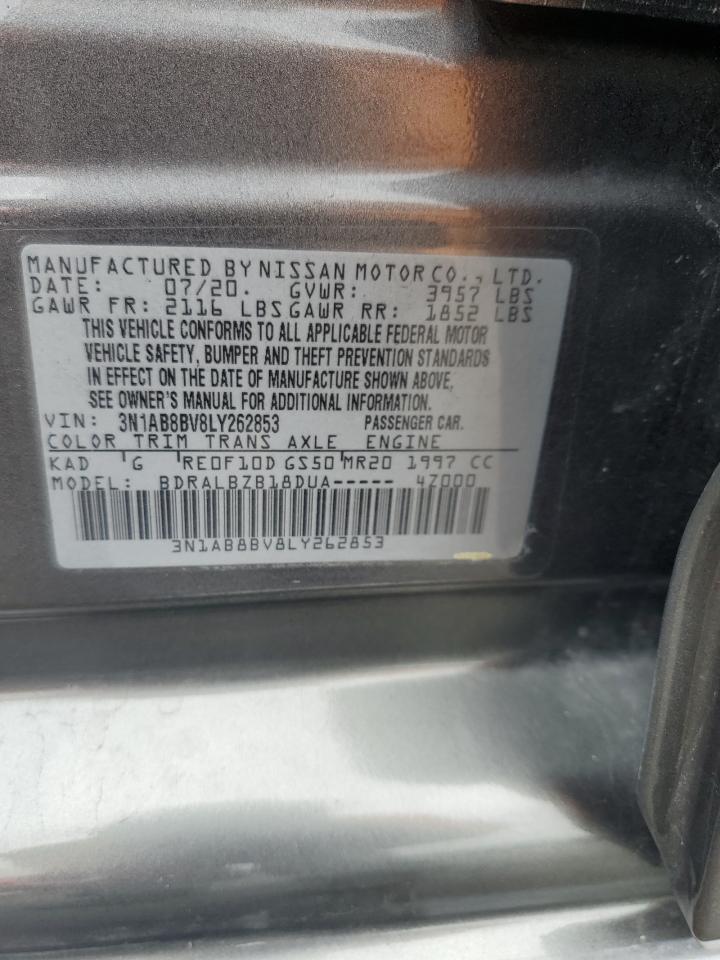 MANUFACTURED BY NISSAN MOTOR CO., LTD.
DATE: 07/20. GVWR: 3957 LBS
GAWR FR: 2116 LBS GAWR RR: 1852 LBS
THIS VEHICLE CONFORMS TO ALL APPLICABLE FEDERAL MOTOR
VEHICLE SAFETY, BUMPER AND THEFT PREVENTION STANDARDS
IN EFFECT ON THE DATE OF MANUFACTURE SHOWN ABOVE.
SEE OWNER'S MANUAL FOR ADDITIONAL INFORMATION.
VIN: 3N1AB8BV8LY262853 PASSENGER CAR.
COLOR TRIM TRANS AXLE ENGINE
KAD G RE0F10D GS50 MR20 1997 CC
MODEL: BDRALBZB18DUA----- 4Z000
3N1AB8BV8LY262853